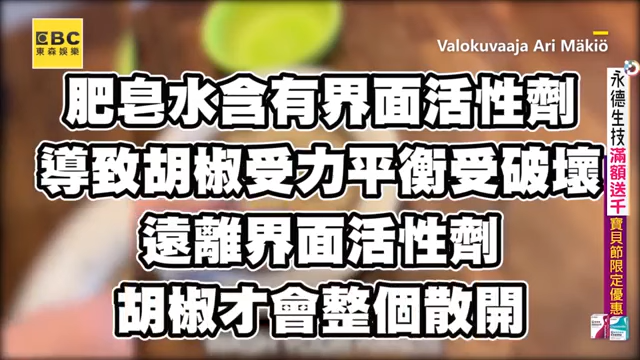 EBC
東森娛樂
Valokuvaaja Ari Mäkiö
肥皂水含有界面活性劑
導致胡椒受力平衡受破壞
遠離界面活性劑
胡椒才會整個散開
永德生技滿額送千
寶貝節限定優惠